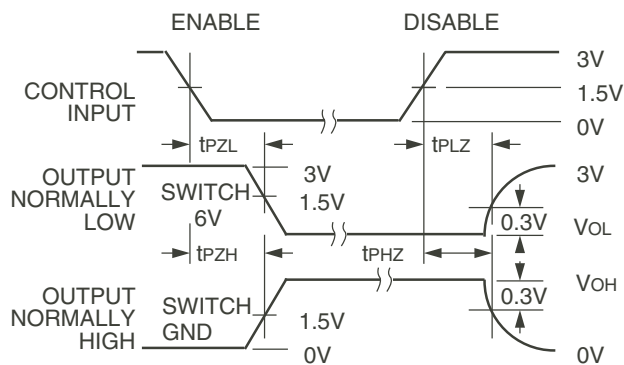 ENABLE DISABLE
3V
CONTROL
INPUT
1.5V
0V
tPZL
tPLZ
OUTPUT
NORMALLY
LOW
SWITCH
6V
3V
1.5V
3V
0.3V
VOL
tPZH
tPHZ
OUTPUT
NORMALLY
HIGH
SWITCH
GND
1.5V
0V
0.3V
VOH
0V